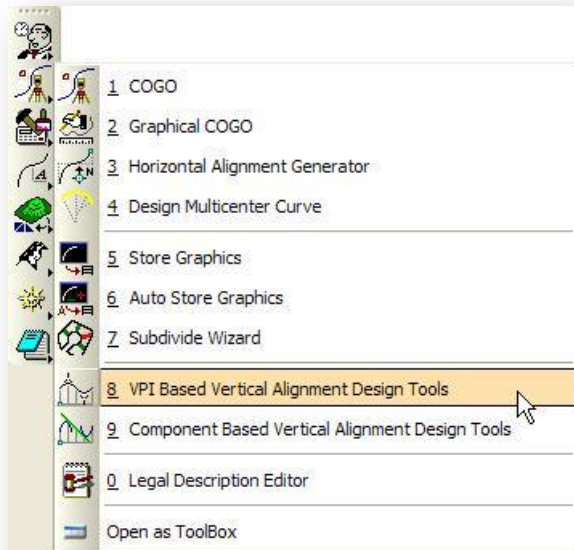 1 COGO
2 Graphical COGO
3 Horizontal Alignment Generator
4 Design Multicenter Curve
5 Store Graphics
6 Auto Store Graphics
7 Subdivide Wizard
8 VPI Based Vertical Alignment Design Tools
9 Component Based Vertical Alignment Design Tools
0 Legal Description Editor
Open as ToolBox